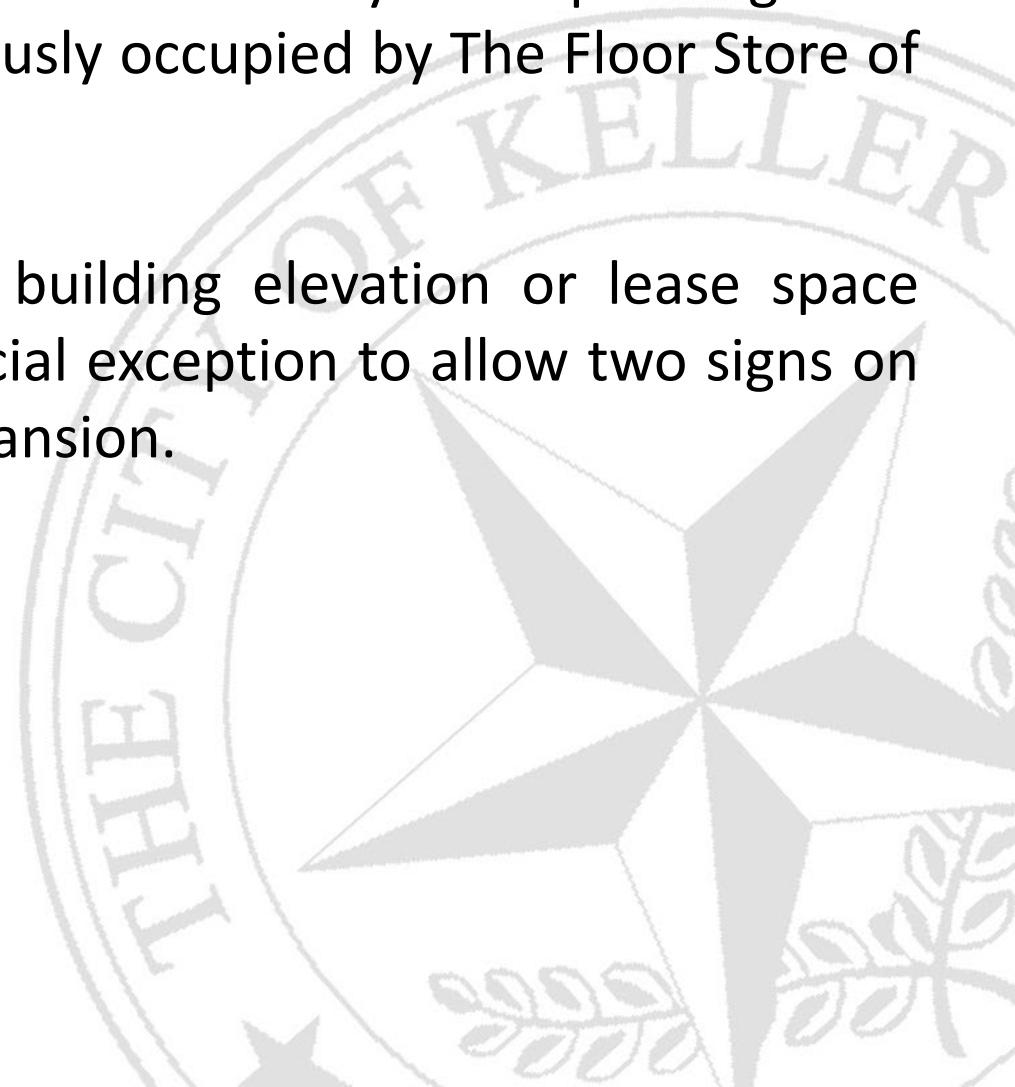 usly occupied by The Floor Store of
building elevation or lease space
cial exception to allow two signs on
ansion.
THE CITY OF KELLER